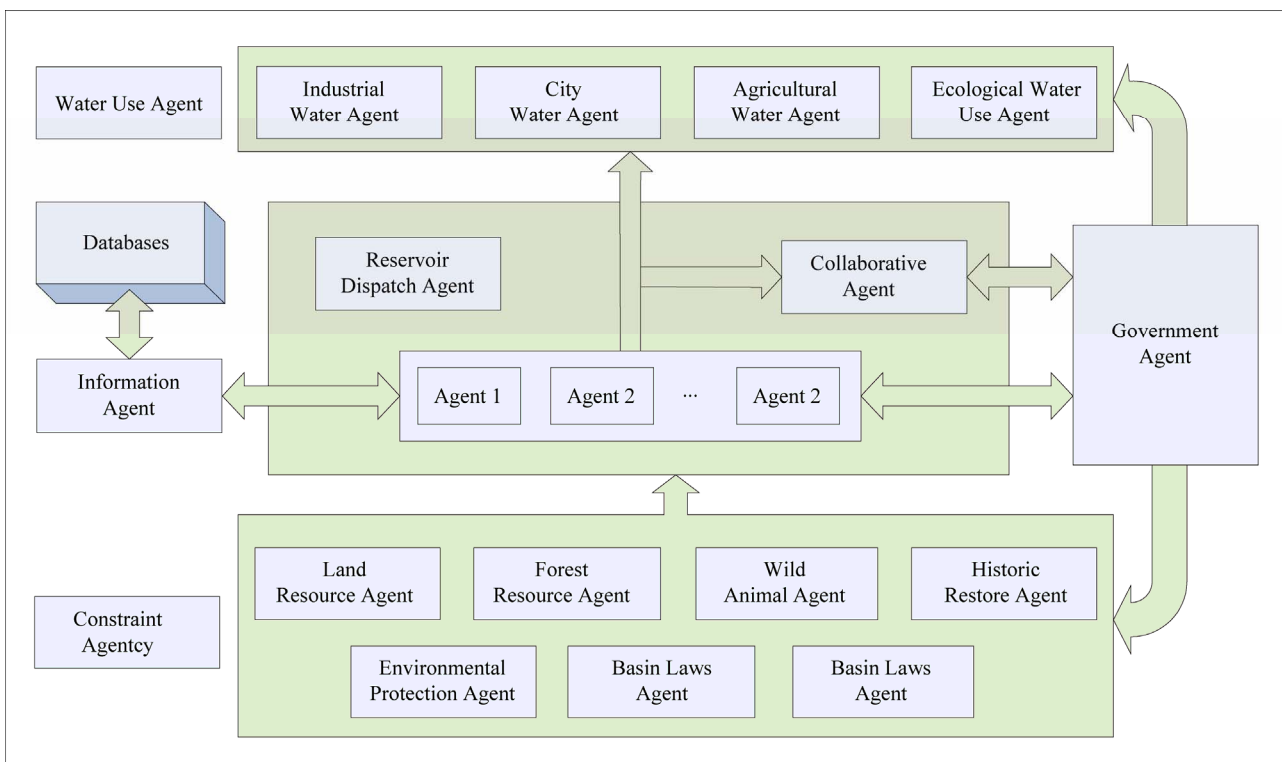 Water Use Agent
Industrial
Water Agent
City
Water Agent
Agricultural
Water Agent
Ecological Water
Use Agent
Databases
Reservoir
Dispatch Agent
Collaborative
Agent
Government
Agent
Information
Agent
Agent 1
Agent 2
...
Agent 2
Constraint
Agentcy
Land
Resource Agent
Forest
Resource Agent
Wild
Animal Agent
Historic
Restore Agent
Environmental
Protection Agent
Basin Laws
Agent
Basin Laws
Agent